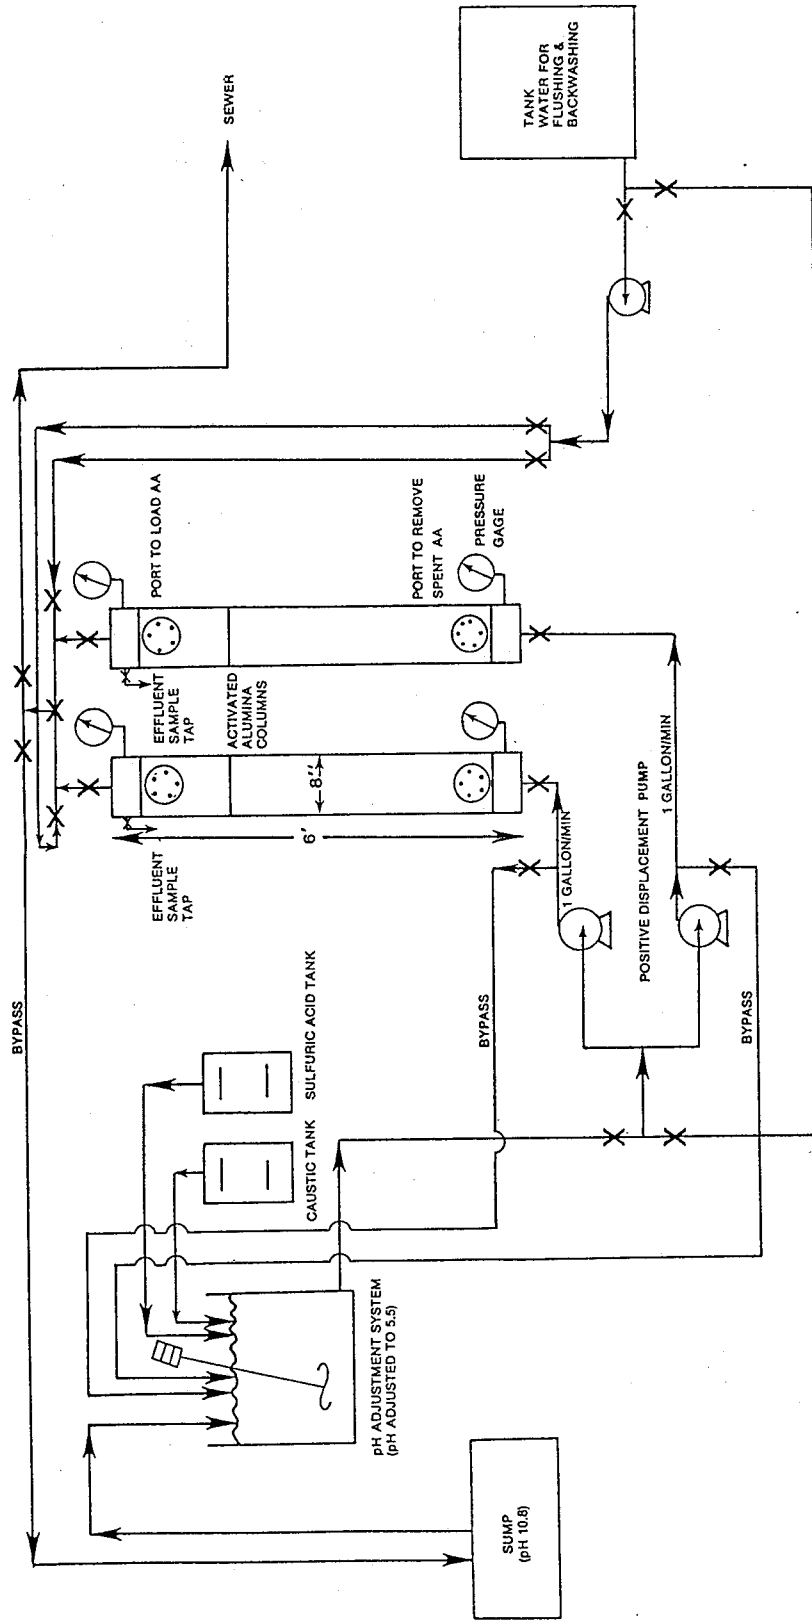 BYPASS
SEWER
TANK
WATER FOR
FLUSHING &
BACKWASHING
PORT TO LOAD AA
PORT TO REMOVE
SPENT AA
PRESSURE
GAGE
EFFLUENT
SAMPLE
TAP
ACTIVATED
ALUMINA
COLUMNS
EFFLUENT
SAMPLE
TAP
8"
6'
1 GALLON/MIN
1 GALLON/MIN
POSITIVE DISPLACEMENT PUMP
BYPASS
BYPASS
SULFURIC ACID TANK
CAUSTIC TANK
pH ADJUSTMENT SYSTEM
(pH ADJUSTED TO 5.5)
SUMP
(pH 10.8)